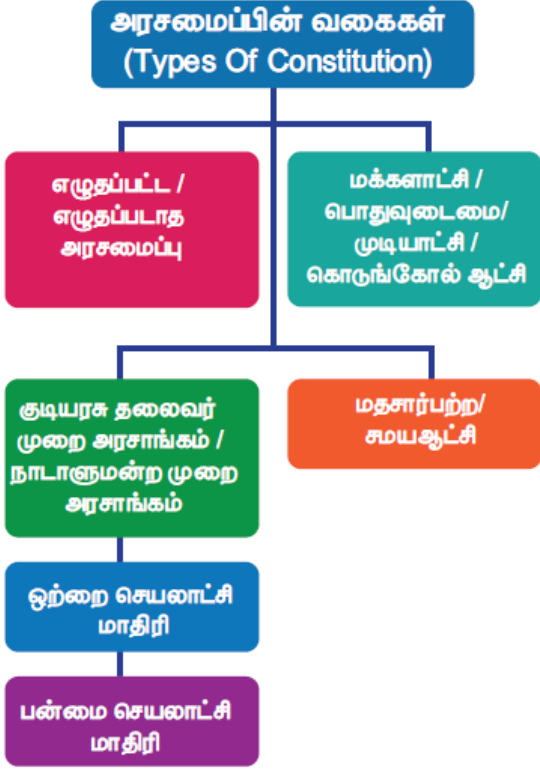 அரசமைப்பின் வகைகள்
(Types Of Constitution)
எழுதப்பட்ட /
எழுதப்படாத
அரசமைப்பு
மக்களாட்சி /
பொதுவுடைமை/
முடியாட்சி /
கொடுங்கோல் ஆட்சி
குடியரசு தலைவர்
முறை அரசாங்கம் /
நாடாளுமன்ற முறை
அரசாங்கம்
மதசார்பற்ற/
சமயஆட்சி
ஒற்றை செயலாட்சி
மாதிரி
பன்மை செயலாட்சி
மாதிரி